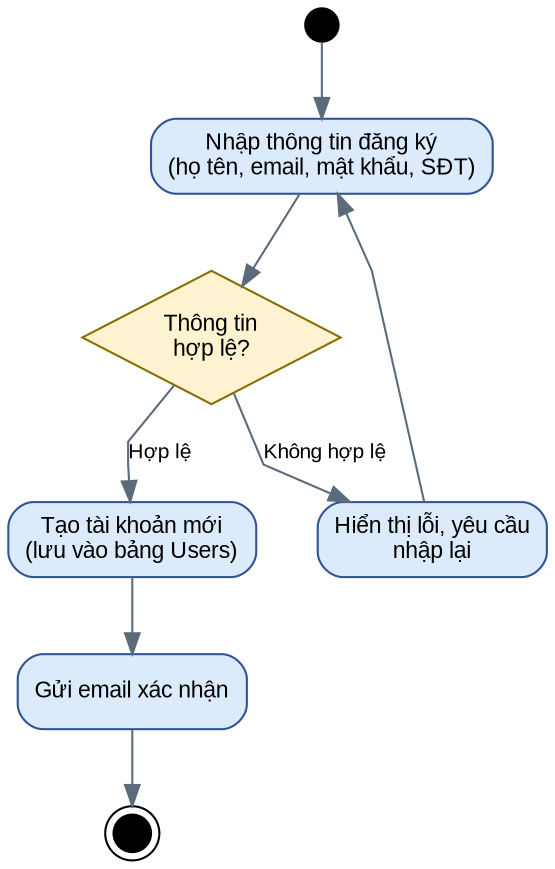 Nhập thông tin đăng ký
(họ tên, email, mật khẩu, SĐT)
Thông tin
hợp lệ?
Hợp lệ
Không hợp lệ
Tạo tài khoản mới
(lưu vào bảng Users)
Hiển thị lỗi, yêu cầu
nhập lại
Gửi email xác nhận